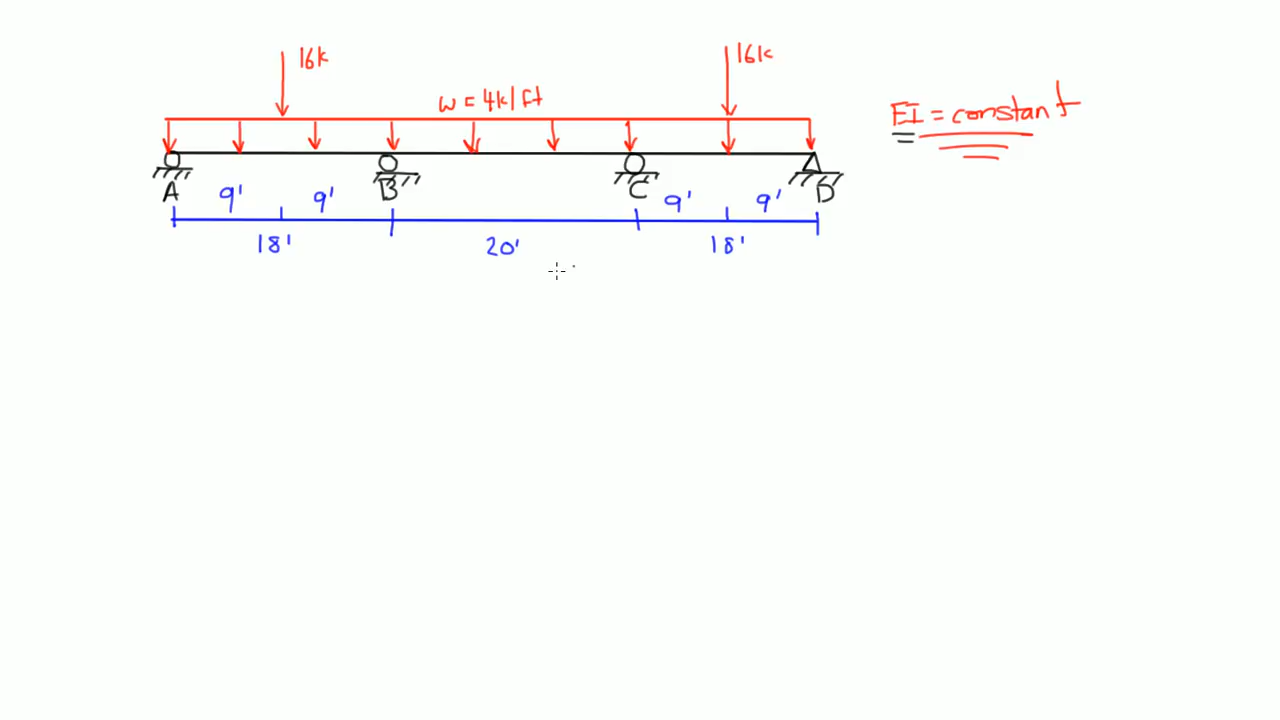 16k 16k
w = 4k/ft
EI = constant
A B C D
9' 9' 9' 9'
18' 20' 18'